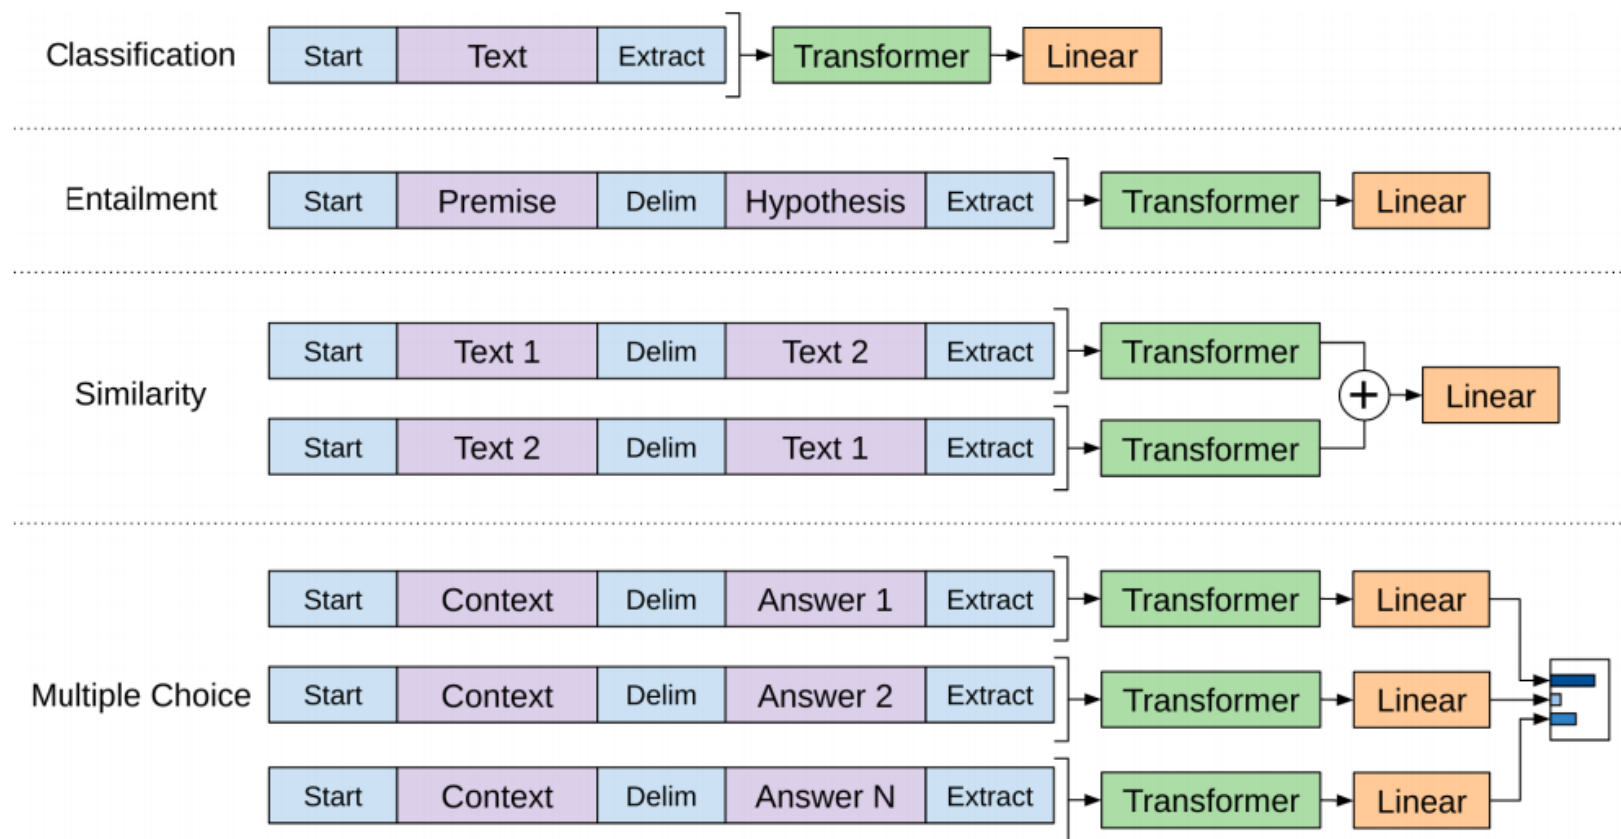 Classification Start Text Extract Transformer Linear
Entailment Start Premise Delim Hypothesis Extract Transformer Linear
Start Text 1 Delim Text 2 Extract Transformer
Similarity + Linear
Start Text 2 Delim Text 1 Extract Transformer
Start Context Delim Answer 1 Extract Transformer Linear
Multiple Choice Start Context Delim Answer 2 Extract Transformer Linear
Start Context Delim Answer N Extract Transformer Linear